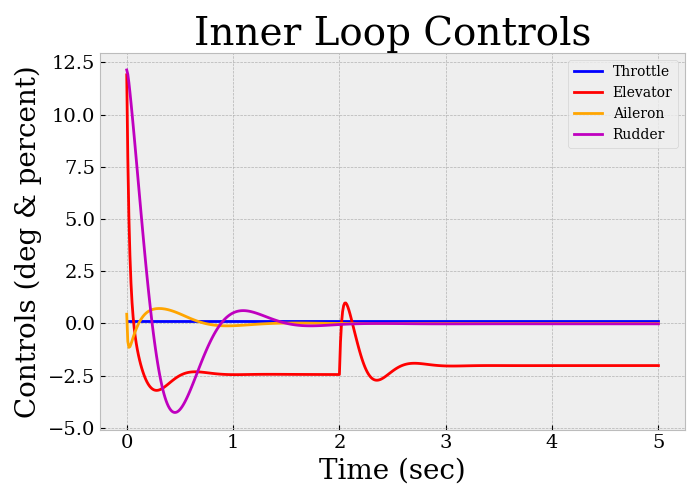 Inner Loop Controls
Controls (deg & percent)
12.5
10.0
7.5
5.0
2.5
0.0
−2.5
−5.0
Throttle
Elevator
Aileron
Rudder
0 1 2 3 4 5
Time (sec)